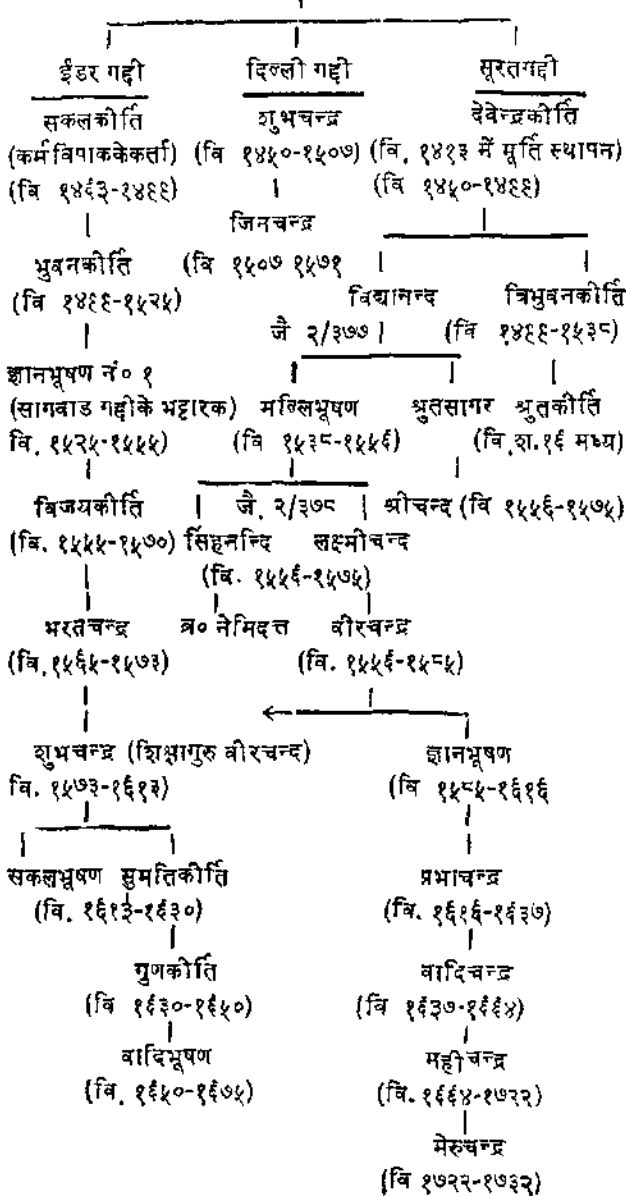 ईडर गद्दी दिल्ली गद्दी सूरतगद्दी
सकलकीर्ति शुभचन्द्र देवेन्द्रकीर्ति
(कर्म विपाकके कर्ता) (वि १४५०-१५०७) (वि. १४१३ में मूर्ति स्थापन)
(वि १४६३-१४९९) (वि १४५०-१४९९)
जिनचन्द्र
भुवनकीर्ति (वि १५०७ १५७१
(वि १४९९-१५२५) विद्यानन्द त्रिभुवनकीर्ति
जै २/३७७ (वि १४९९-१५३८)
ज्ञानभूषण नं० १
(सागवाड गद्दीके भट्टारक) मल्लिभूषण श्रुतसागर श्रुतकीर्ति
वि. १५२५-१५५५) (वि १५३८-१५५६) (वि.श.१६ मध्य)
विजयकीर्ति जै. २/३७८ श्रीचन्द (वि १५५६-१५७५)
(वि. १५५५-१५७०) सिंहनन्दि लक्ष्मीचन्द
(वि. १५५६-१५७५)
भरतचन्द्र ब्र० नेमिदत्त वीरचन्द्र
(वि. १५६५-१५७३) (वि. १५५६-१५८५)
शुभचन्द्र (शिक्षागुरु वीरचन्द) ज्ञानभूषण
वि. १५७३-१६१३) (वि १५८५-१६१६
सकलभूषण सुमतिकीर्ति प्रभाचन्द्र
(वि. १६१३-१६३०) (वि. १६१६-१६३७)
गुणकीर्ति वादिचन्द्र
(वि १६३०-१६५०) (वि १६३७-१६६४)
वादिभूषण महीचन्द्र
(वि. १६५०-१६७५) (वि. १६६४-१७२२)
मेरुचन्द्र
(वि १७२२-१७३२)